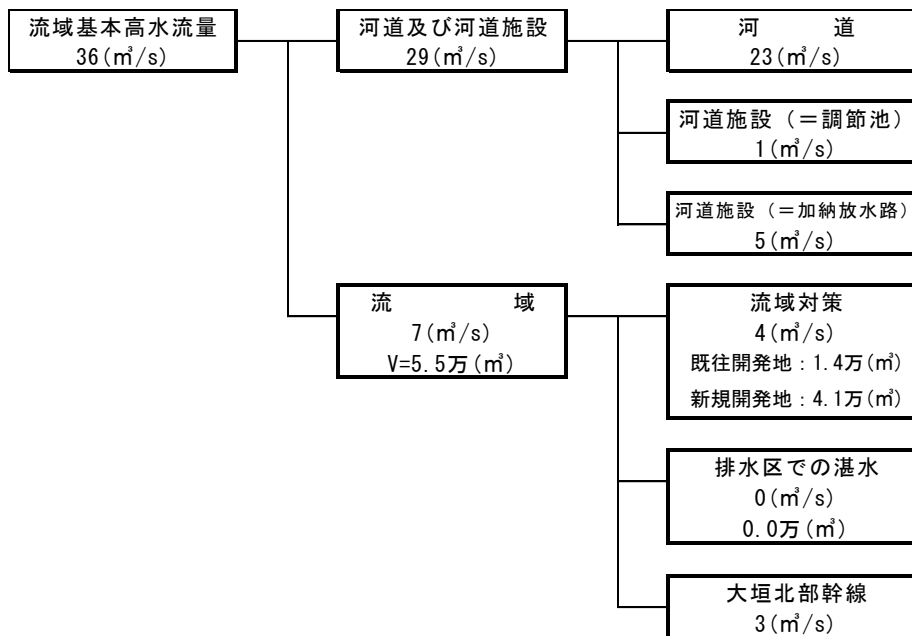 流域基本高水流量
36(㎥/s)
河道及び河道施設
29(㎥/s)
河　　道
23(㎥/s)
河道施設（＝調節池）
1(㎥/s)
河道施設（＝加納放水路）
5(㎥/s)
流　　域
7(㎥/s)
V=5.5万(㎥)
流域対策
4(㎥/s)
既往開発地：1.4万(㎥)
新規開発地：4.1万(㎥)
排水区での湛水
0(㎥/s)
0.0万(㎥)
大垣北部幹線
3(㎥/s)